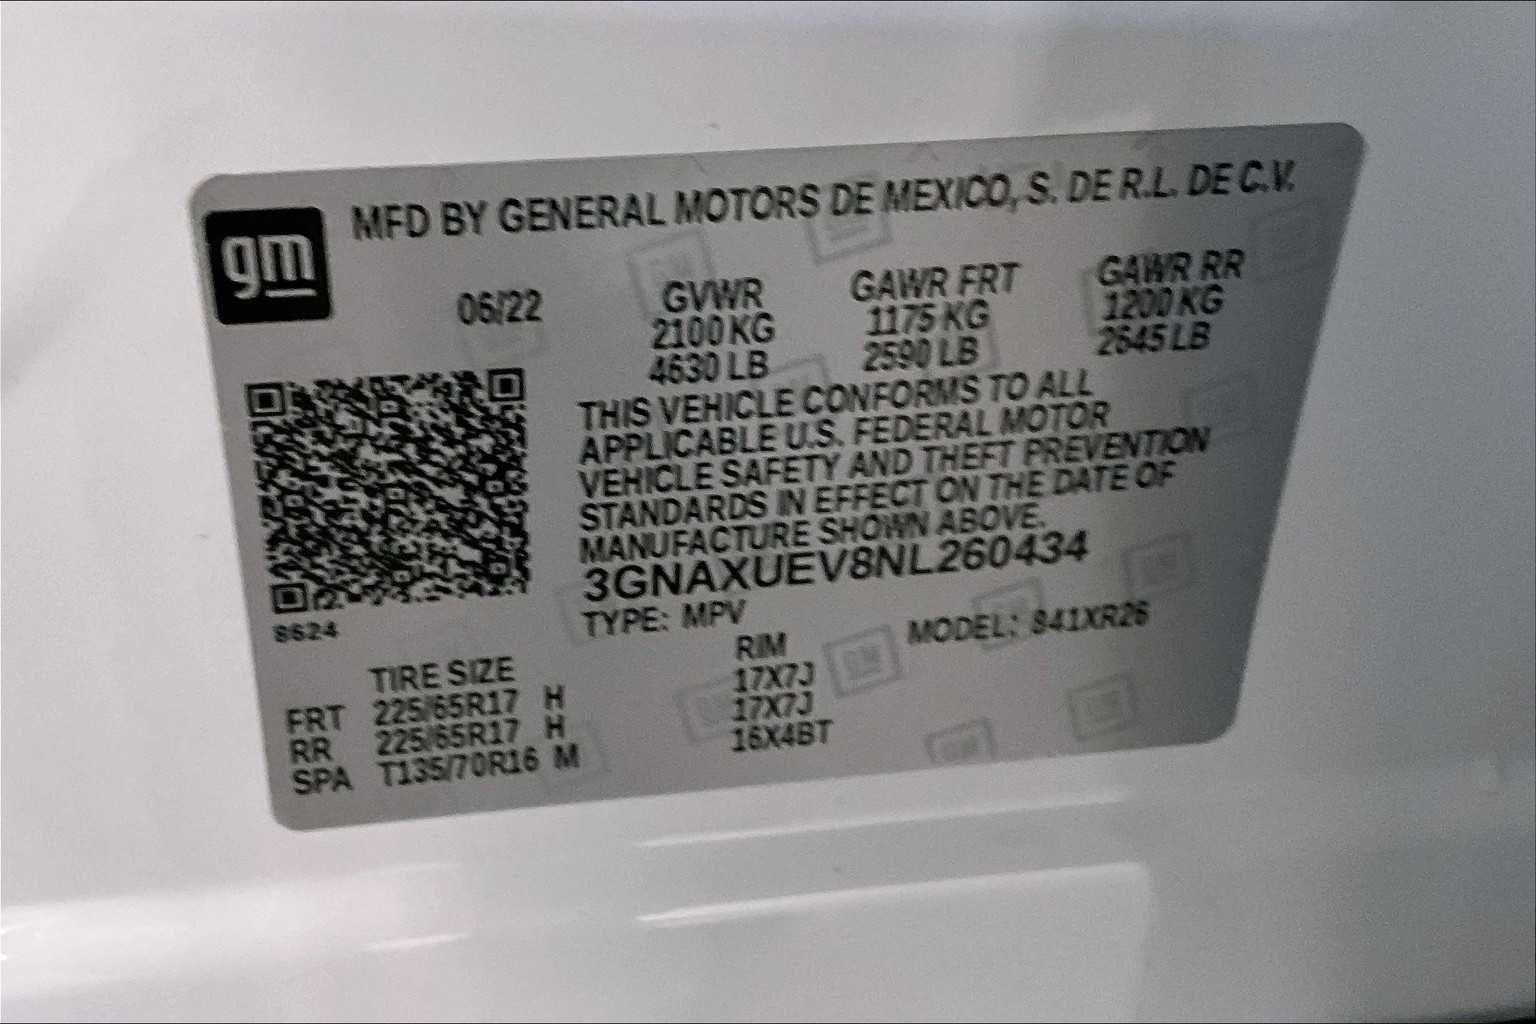 gm
MFD BY GENERAL MOTORS DE MEXICO, S. DE R.L. DE C.V.
06/22 GVWR GAWR FRT GAWR RR
2100 KG 1175 KG 1200 KG
4630 LB 2590 LB 2645 LB
THIS VEHICLE CONFORMS TO ALL
APPLICABLE U.S. FEDERAL MOTOR
VEHICLE SAFETY AND THEFT PREVENTION
STANDARDS IN EFFECT ON THE DATE OF
MANUFACTURE SHOWN ABOVE.
3GNAXUEV8NL260434
8624
TYPE: MPV MODEL: 841XR26
TIRE SIZE RIM
FRT 225/65R17 H 17X7J
RR 225/65R17 H 17X7J
SPA T135/70R16 M 16X4BT